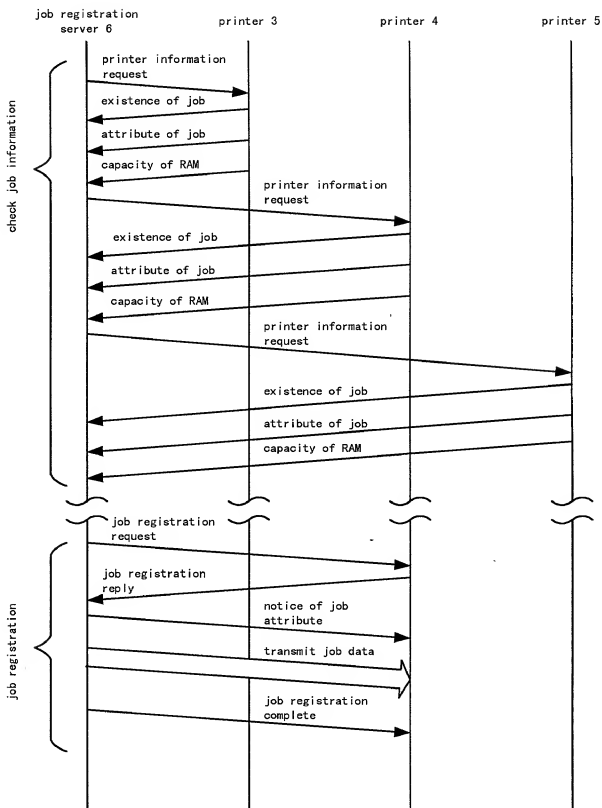 job registration
server 6
printer 3
printer 4
printer 5
check job information
printer information
request
existence of job
attribute of job
capacity of RAM
printer information
request
existence of job
attribute of job
capacity of RAM
printer information
request
existence of job
attribute of job
capacity of RAM
job registration
job registration
request
job registration
reply
notice of job
attribute
transmit job data
job registration
complete